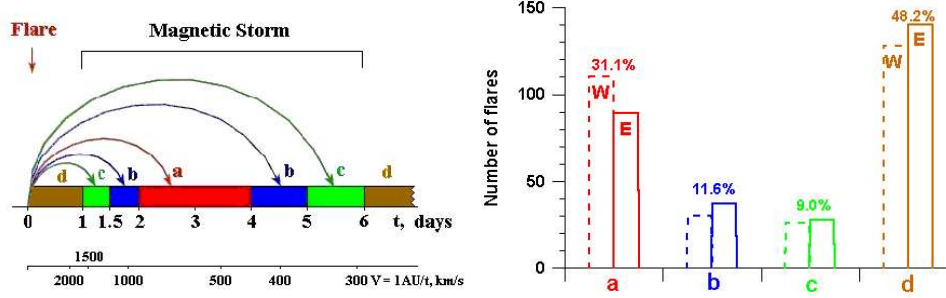 Flare
Magnetic Storm
d c b a b c d
0 1 1.5 2 3 4 5 6 t, days
1500
2000 1000 500 400 300 V = 1AU/t, km/s
Number of flares
150
100
50
0
31.1%
W
E
11.6%
9.0%
48.2%
W
E
a b c d